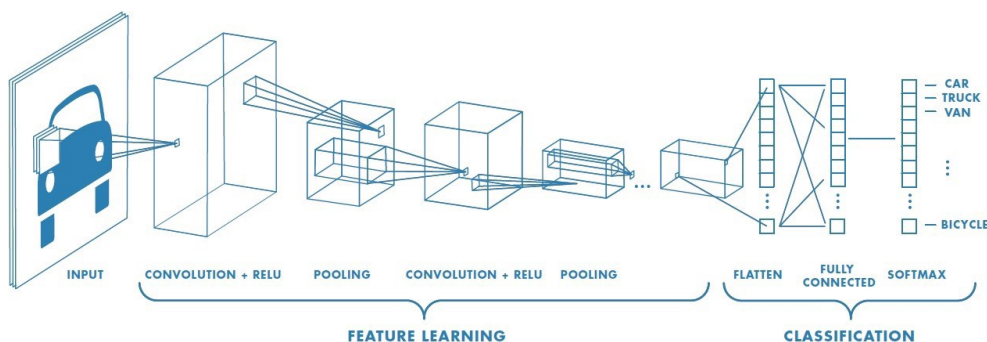 CAR
TRUCK
VAN
BICYCLE
INPUT
CONVOLUTION + RELU
POOLING
CONVOLUTION + RELU
POOLING
FLATTEN
FULLY
CONNECTED
SOFTMAX
FEATURE LEARNING
CLASSIFICATION